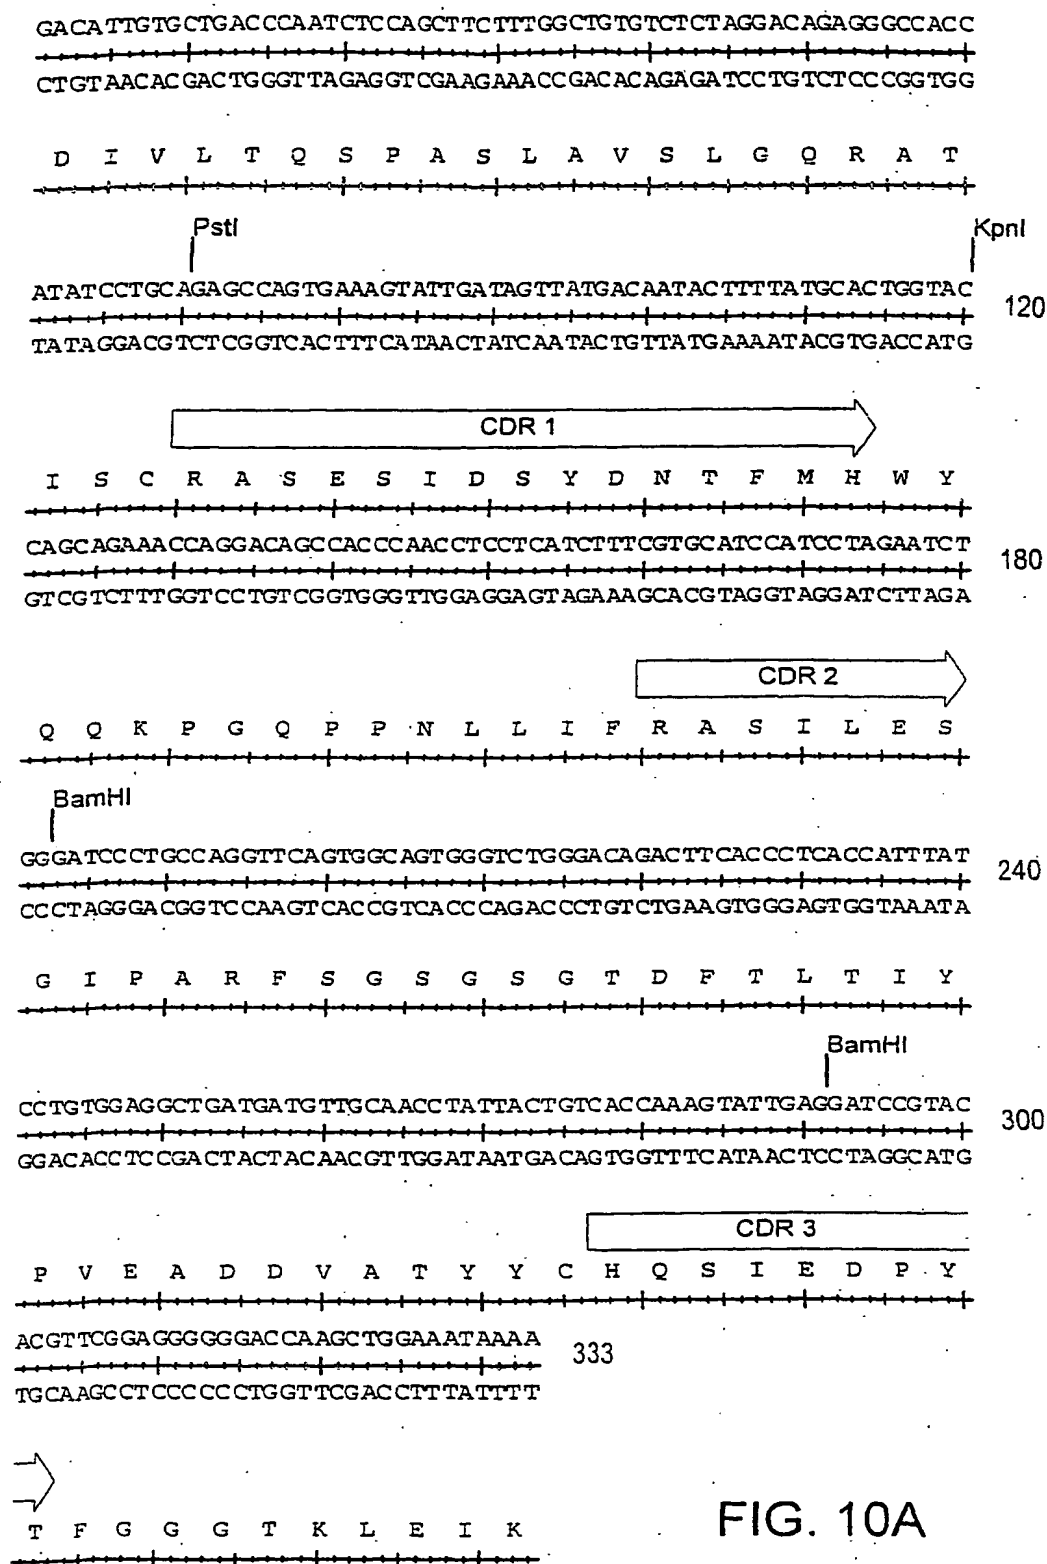 GACATTGTGCTGACCCAATCTCCAGCTTCTTTGGCTGTGTCTCTAGGACAGAGGGCCACC
CTGTAACACGACTGGGTTAGAGGTCGAAGAAACCGACACAGAGATCCTGTCTCCCGGTGG
D I V L T Q S P A S L A V S L G Q R A T
PstI KpnI
ATATCCTGCAGAGCCAGTGAAAGTATTGATAGTTATGACAATACTTTTATGCACTGGTAC 120
TATAGGACGTCTCGGTCACTTTCATAACTATCAATACTGTTATGAAAATACGTGACCATG
CDR 1
I S C R A S E S I D S Y D N T F M H W Y
CAGCAGAAACCAGGACAGCCACCCAACCTCCTCATCTTTCGTGCATCCATCCTAGAATCT 180
GTCGTCTTTGGTCCTGTCGGTGGGTTGGAGGAGTAGAAAGCACGTAGGTAGGATCTTAGA
CDR 2
Q Q K P G Q P P N L L I F R A S I L E S
BamHI
GGGATCCCTGCCAGGTTCAGTGGCAGTGGGTCTGGGACAGACTTCACCCTCACCATTTAT 240
CCCTAGGGACGGTCCAAGTCACCGTCACCCAGACCCTGTCTGAAGTGGGAGTGGTAAATA
G I P A R F S G S G S G T D F T L T I Y
BamHI
CCTGTGGAGGCTGATGATGTTGCAACCTATTACTGTCACCAAAGTATTGAGGATCCGTAC 300
GGACACCTCCGACTACTACAACGTTGGATAATGACAGTGGTTTCATAACTCCTAGGCATG
CDR 3
P V E A D D V A T Y Y C H Q S I E D P Y
ACGTTCGGAGGGGGGACCAAGCTGGAAATAAAA 333
TGCAAGCCTCCCCCCTGGTTCGACCTTTATTTT
T F G G G T K L E I K
FIG. 10A